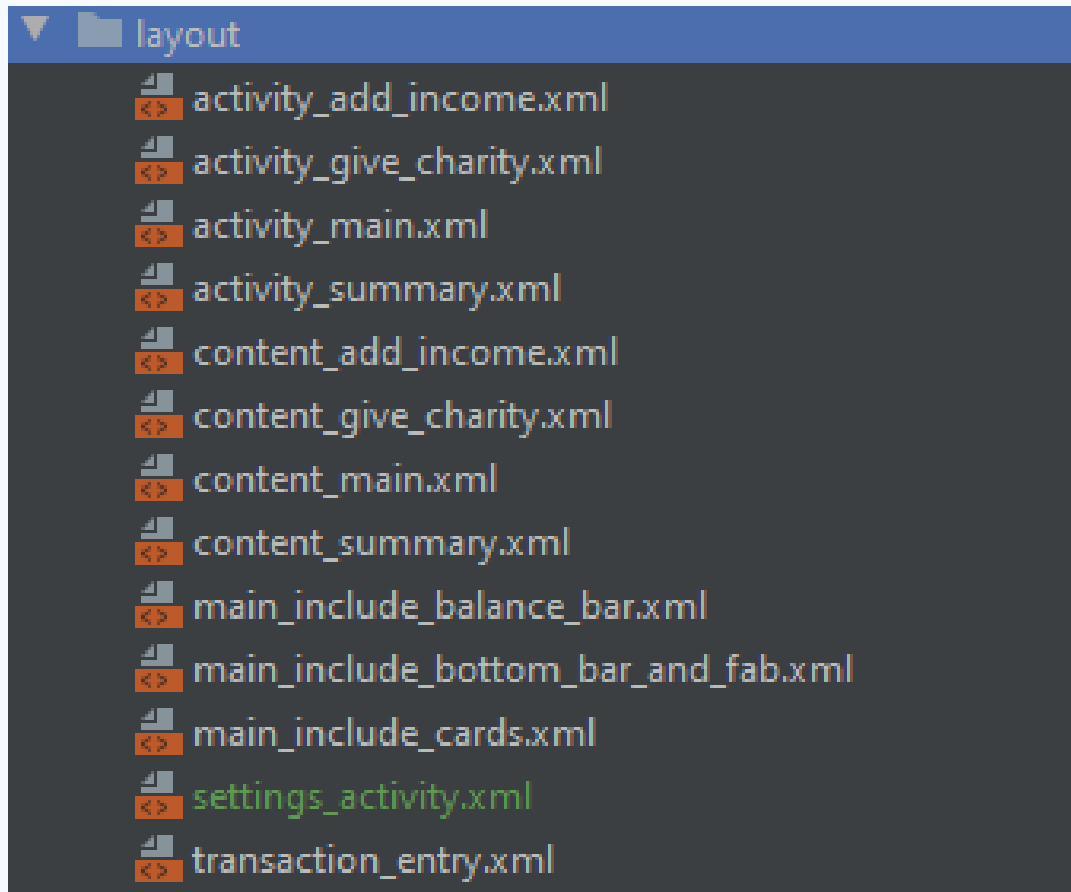 layout
activity_add_income.xml
activity_give_charity.xml
activity_main.xml
activity_summary.xml
content_add_income.xml
content_give_charity.xml
content_main.xml
content_summary.xml
main_include_balance_bar.xml
main_include_bottom_bar_and_fab.xml
main_include_cards.xml
settings_activity.xml
transaction_entry.xml